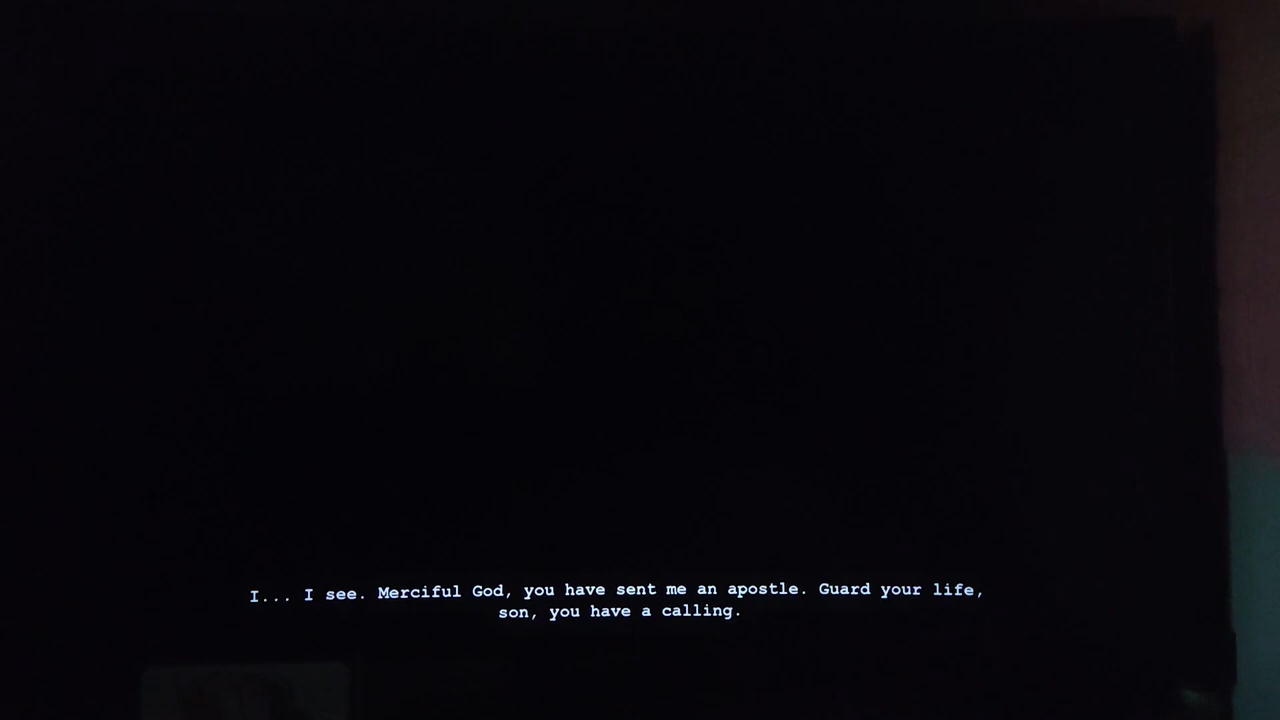 I... I see. Merciful God, you have sent me an apostle. Guard your life,
son, you have a calling.